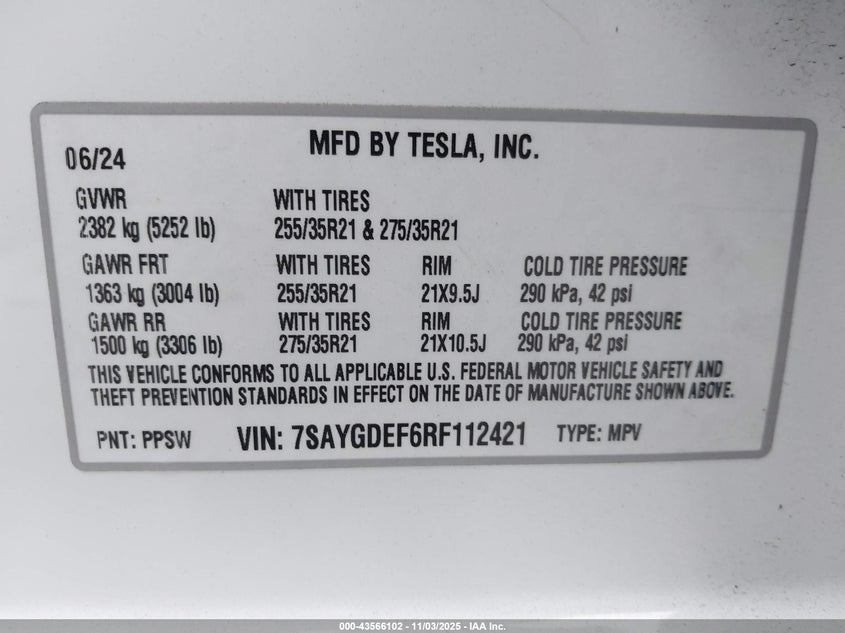 06/24
MFD BY TESLA, INC.
GVWR WITH TIRES
2382 kg (5252 lb) 255/35R21 & 275/35R21
GAWR FRT WITH TIRES RIM COLD TIRE PRESSURE
1363 kg (3004 lb) 255/35R21 21X9.5J 290 kPa, 42 psi
GAWR RR WITH TIRES RIM COLD TIRE PRESSURE
1500 kg (3306 lb) 275/35R21 21X10.5J 290 kPa, 42 psi
THIS VEHICLE CONFORMS TO ALL APPLICABLE U.S. FEDERAL MOTOR VEHICLE SAFETY AND
THEFT PREVENTION STANDARDS IN EFFECT ON THE DATE OF MANUFACTURE SHOWN ABOVE.
PNT: PPSW VIN: 7SAYGDEF6RF112421 TYPE: MPV
000-43566102 - 11/03/2025 - IAA Inc.